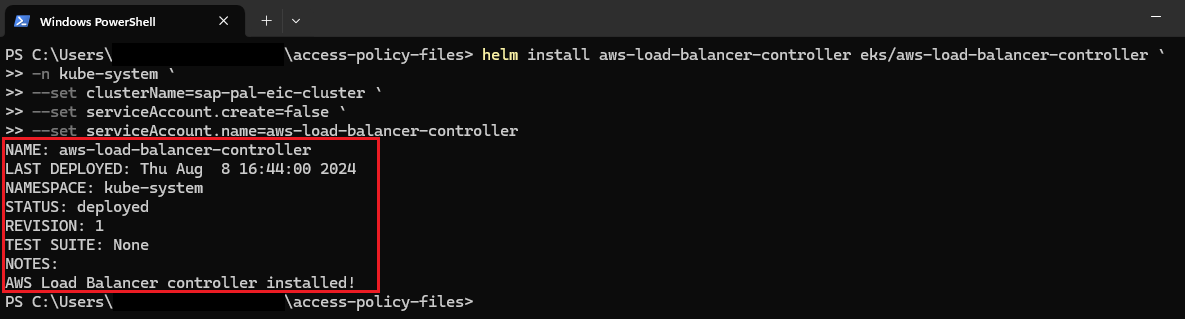 Windows PowerShell
PS C:\Users\ \access-policy-files> helm install aws-load-balancer-controller eks/aws-load-balancer-controller `
>> -n kube-system `
>> --set clusterName=sap-pal-eic-cluster `
>> --set serviceAccount.create=false `
>> --set serviceAccount.name=aws-load-balancer-controller
NAME: aws-load-balancer-controller
LAST DEPLOYED: Thu Aug  8 16:44:00 2024
NAMESPACE: kube-system
STATUS: deployed
REVISION: 1
TEST SUITE: None
NOTES:
AWS Load Balancer controller installed!
PS C:\Users\ \access-policy-files>